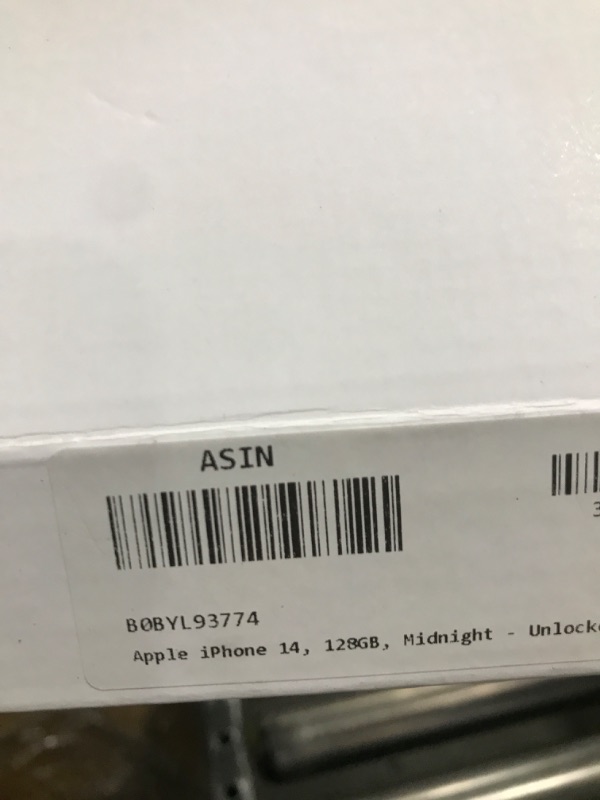 ASIN
B0BYL93774
Apple iPhone 14, 128GB, Midnight - Unlock